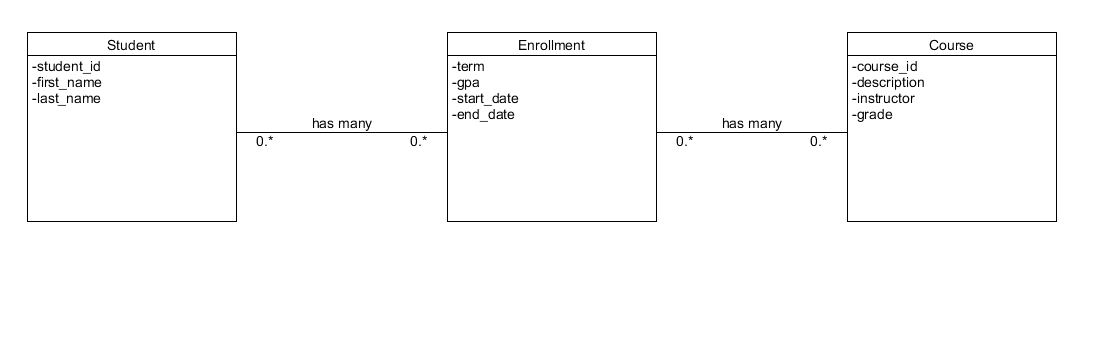 Student
-student_id
-first_name
-last_name
has many
0.* 0.*
Enrollment
-term
-gpa
-start_date
-end_date
has many
0.* 0.*
Course
-course_id
-description
-instructor
-grade